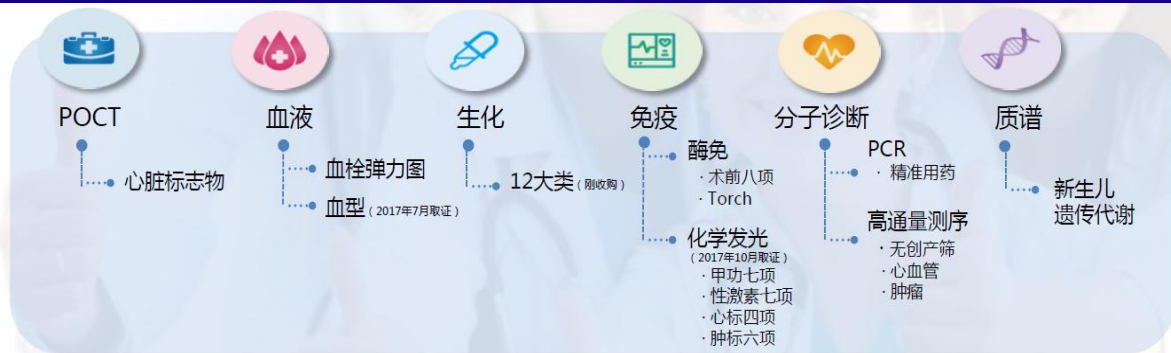 POCT
心脏标志物
血液
血栓弹力图
血型（2017年7月取证）
生化
12大类（刚收购）
免疫
酶免
·术前八项
·Torch
化学发光
（2017年10月取证）
·甲功七项
·性激素七项
·心标四项
·肿标六项
分子诊断
PCR
·精准用药
高通量测序
·无创产筛
·心血管
·肿瘤
质谱
新生儿
遗传代谢